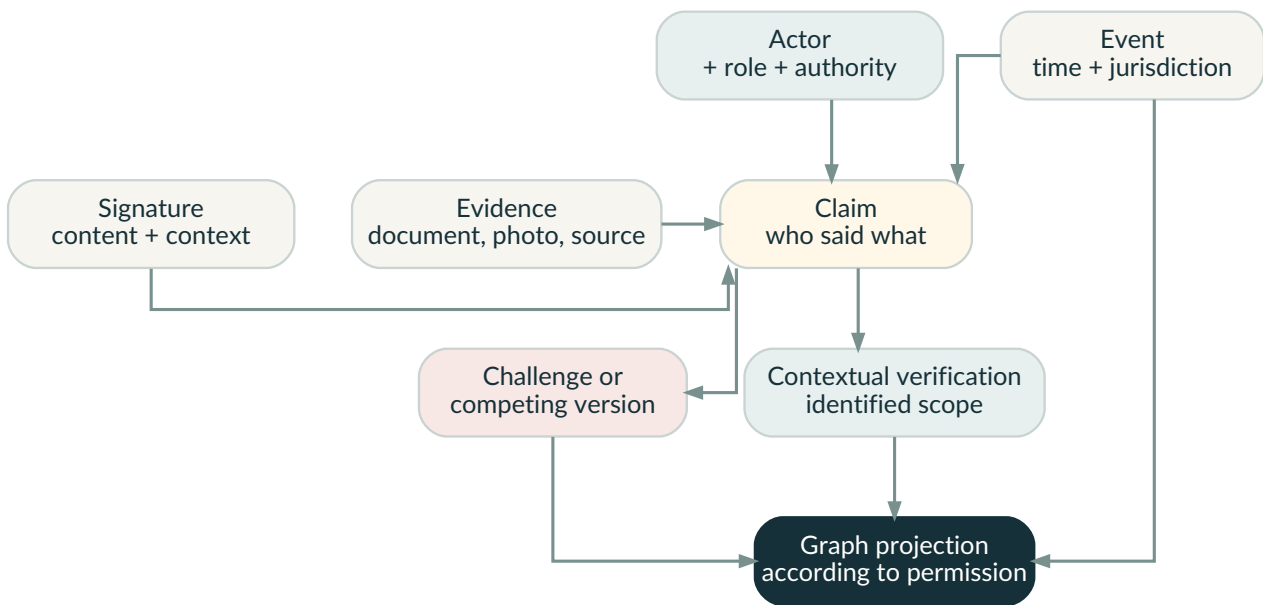 Actor
+ role + authority
Event
time + jurisdiction
Signature
content + context
Evidence
document, photo, source
Claim
who said what
Challenge or
competing version
Contextual verification
identified scope
Graph projection
according to permission